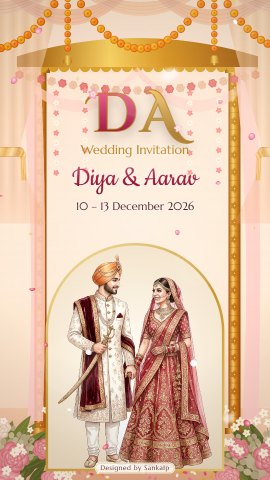 DA
Wedding Invitation
Diya & Aarav
10 – 13 December 2026
Designed by Sankalp